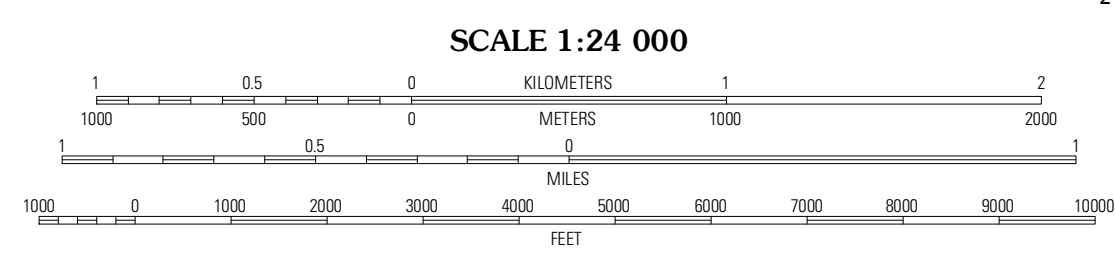 2
SCALE 1:24 000
1 0.5 0 KILOMETERS 1 2
1000 500 0 METERS 1000 2000
1 0.5 0 1
MILES
1000 0 1000 2000 3000 4000 5000 6000 7000 8000 9000 10000
FEET